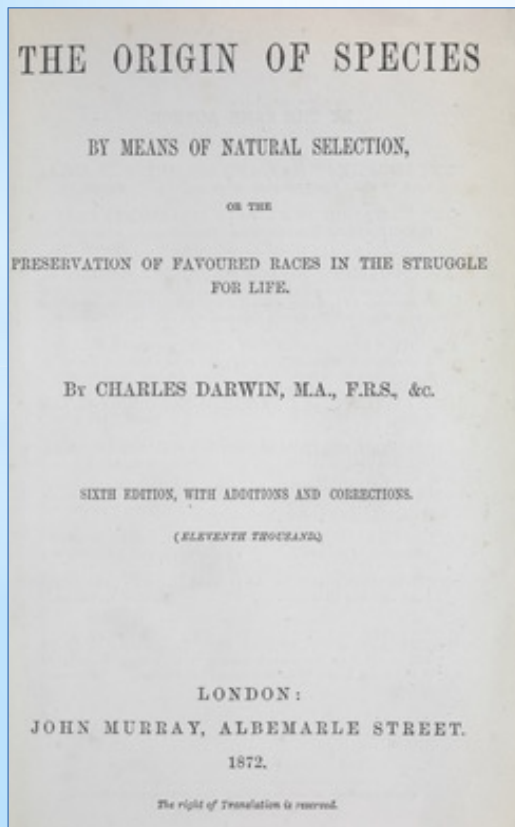 THE ORIGIN OF SPECIES
BY MEANS OF NATURAL SELECTION,
OR THE
PRESERVATION OF FAVOURED RACES IN THE STRUGGLE
FOR LIFE.
BY CHARLES DARWIN, M.A., F.R.S., &c.
SIXTH EDITION, WITH ADDITIONS AND CORRECTIONS.
(ELEVENTH THOUSAND.)
LONDON:
JOHN MURRAY, ALBEMARLE STREET.
1872.
The right of Translation is reserved.